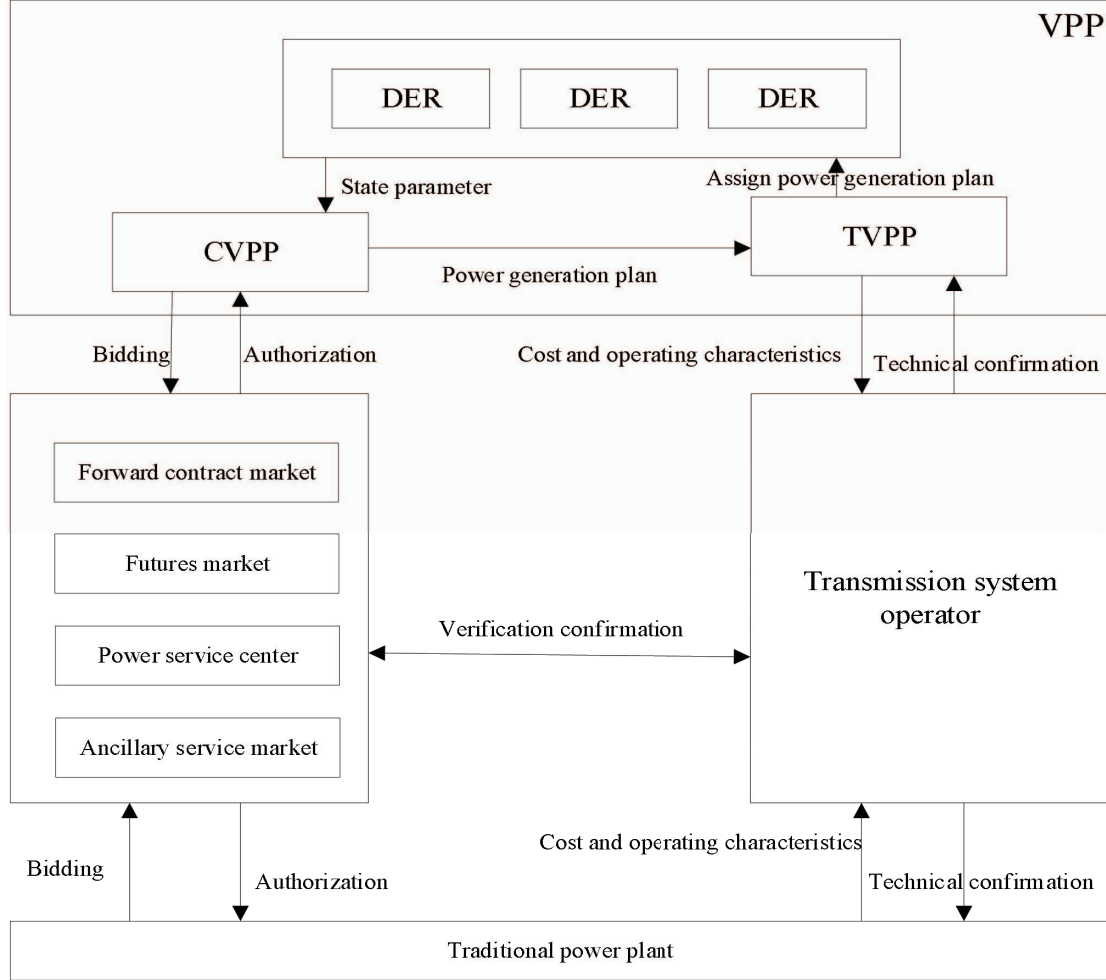 VPP
DER
DER
DER
State parameter
Assign power generation plan
CVPP
TVPP
Power generation plan
Bidding
Authorization
Cost and operating characteristics
Technical confirmation
Forward contract market
Futures market
Power service center
Ancillary service market
Verification confirmation
Transmission system
operator
Bidding
Authorization
Cost and operating characteristics
Technical confirmation
Traditional power plant